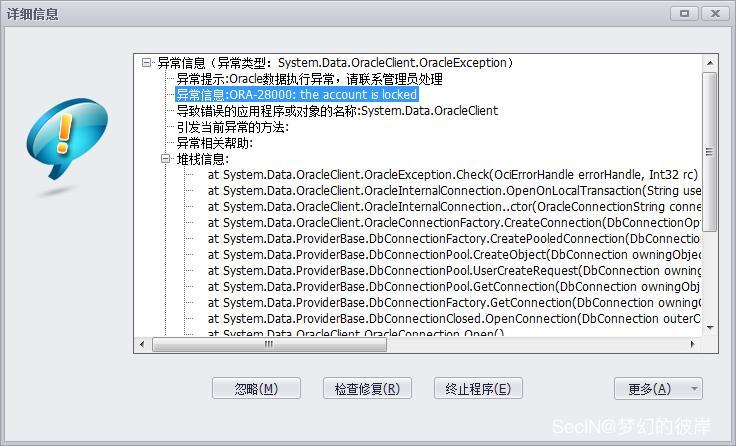 详细信息
异常信息（异常类型：System.Data.OracleClient.OracleException）
异常提示:Oracle数据执行异常，请联系管理员处理
异常信息:ORA-28000: the account is locked
导致错误的应用程序或对象的名称:System.Data.OracleClient
引发当前异常的方法:
异常相关帮助:
堆栈信息:
at System.Data.OracleClient.OracleException.Check(OciErrorHandle errorHandle, Int32 rc)
at System.Data.OracleClient.OracleInternalConnection.OpenOnLocalTransaction(String use
at System.Data.OracleClient.OracleInternalConnection..ctor(OracleConnectionString conne
at System.Data.OracleClient.OracleConnectionFactory.CreateConnection(DbConnectionOpt
at System.Data.ProviderBase.DbConnectionFactory.CreatePooledConnection(DbConnection
at System.Data.ProviderBase.DbConnectionPool.CreateObject(DbConnection owningObjec
at System.Data.ProviderBase.DbConnectionPool.UserCreateRequest(DbConnection owning
at System.Data.ProviderBase.DbConnectionPool.GetConnection(DbConnection owningObj
at System.Data.ProviderBase.DbConnectionFactory.GetConnection(DbConnection owningO
at System.Data.ProviderBase.DbConnectionClosed.OpenConnection(DbConnection outerC
at System.Data.OracleClient.OracleConnection.Open()
忽略(M) 检查修复(R) 终止程序(E) 更多(A)
SecIN@梦幻的彼岸